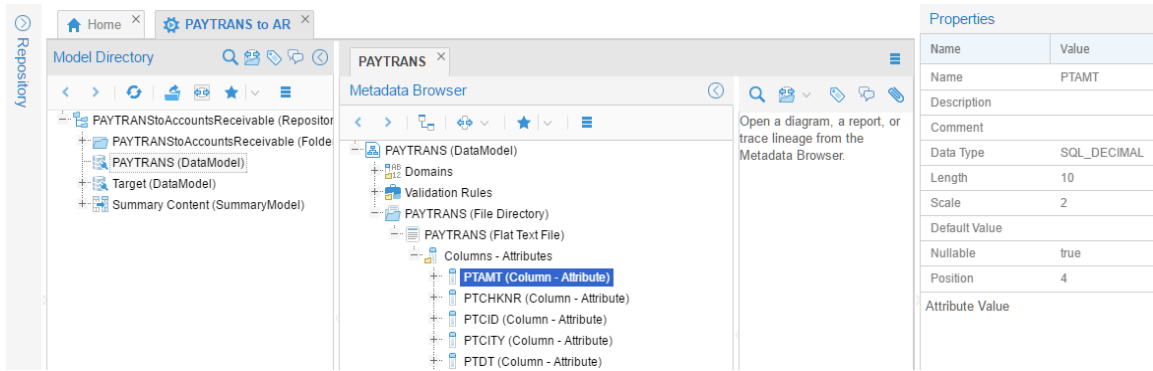 Repository
Home
PAYTRANS to AR
Model Directory
PAYTRANStoAccountsReceivable (Repositor
PAYTRANStoAccountsReceivable (Folde
PAYTRANS (DataModel)
Target (DataModel)
Summary Content (SummaryModel)
PAYTRANS
Metadata Browser
PAYTRANS (DataModel)
Domains
Validation Rules
PAYTRANS (File Directory)
PAYTRANS (Flat Text File)
Columns - Attributes
PTAMT (Column - Attribute)
PTCHKNR (Column - Attribute)
PTCID (Column - Attribute)
PTCITY (Column - Attribute)
PTDT (Column - Attribute)
Open a diagram, a report, or
trace lineage from the
Metadata Browser.
Properties
Name Value
Name PTAMT
Description
Comment
Data Type SQL_DECIMAL
Length 10
Scale 2
Default Value
Nullable true
Position 4
Attribute Value